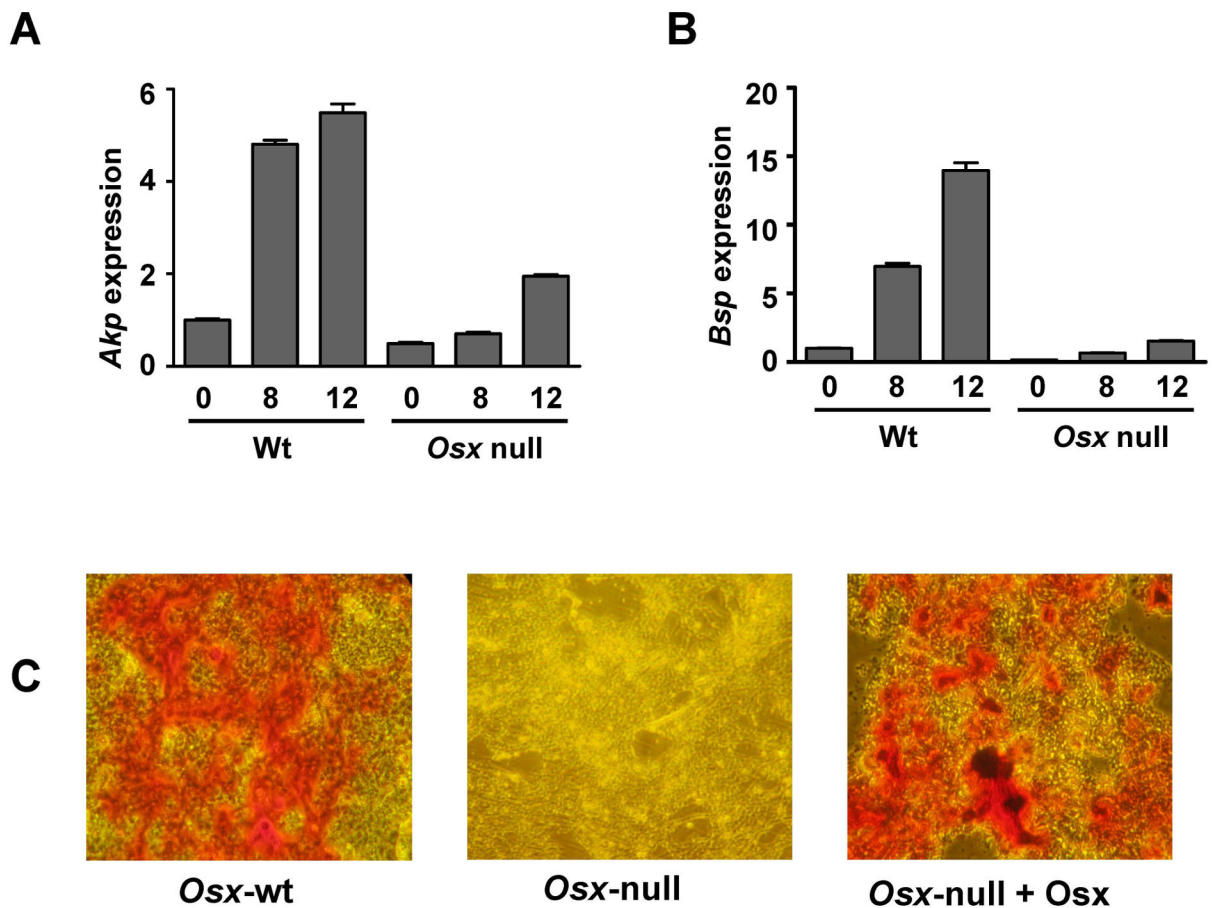 A
B
Akp expression
6
4
2
0
0 8 12 0 8 12
Wt Osx null
Bsp expression
20
15
10
5
0
0 8 12 0 8 12
Wt Osx null
C
Osx-wt Osx-null Osx-null + Osx